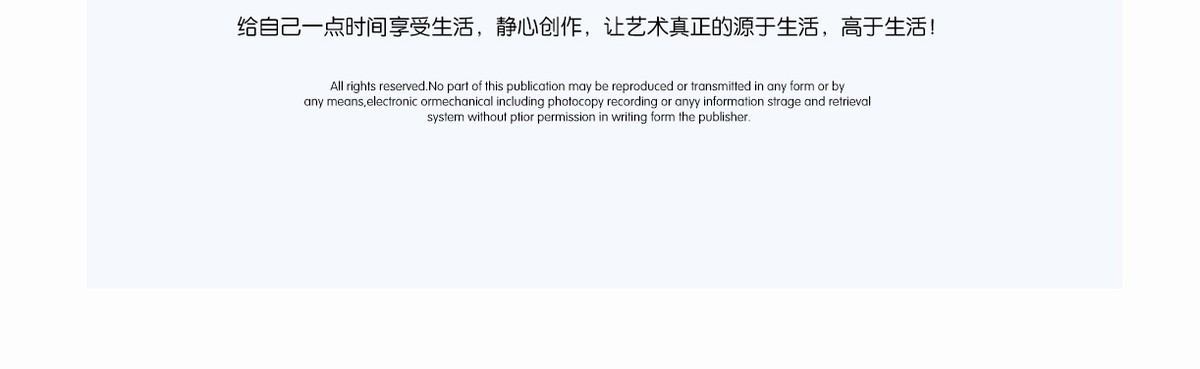 给自己一点时间享受生活，静心创作，让艺术真正的源于生活，高于生活！
All rights reserved.No part of this publication may be reproduced or transmitted in any form or by
any means,electronic ormechanical including photocopy recording or anyy information strage and retrieval
system without ptior permission in writing form the publisher.